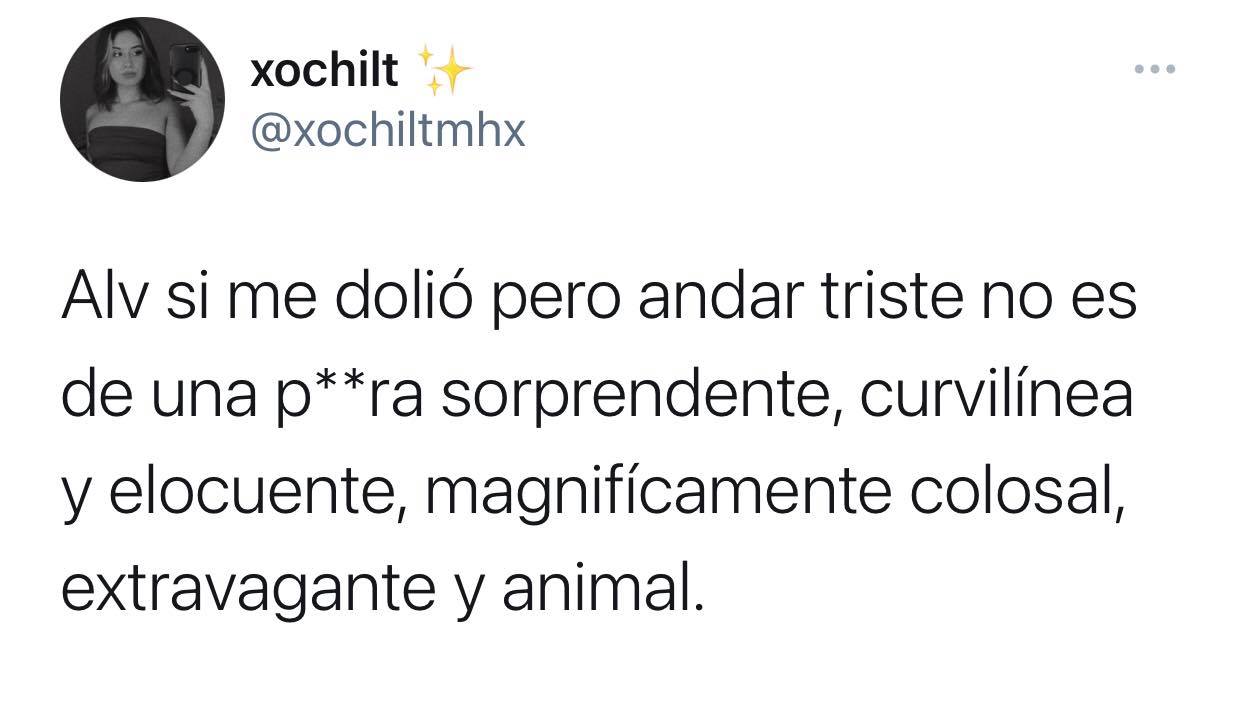 xochilt ✨
@xochiltmhx
Alv si me dolió pero andar triste no es
de una p**ra sorprendente, curvilínea
y elocuente, magnifícamente colosal,
extravagante y animal.